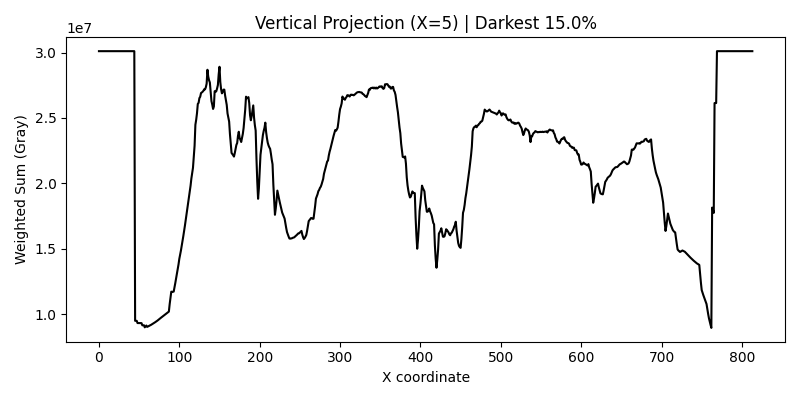 Vertical Projection (X=5) | Darkest 15.0%
1e7
3.0
2.5
2.0
1.5
1.0
Weighted Sum (Gray)
0 100 200 300 400 500 600 700 800
X coordinate